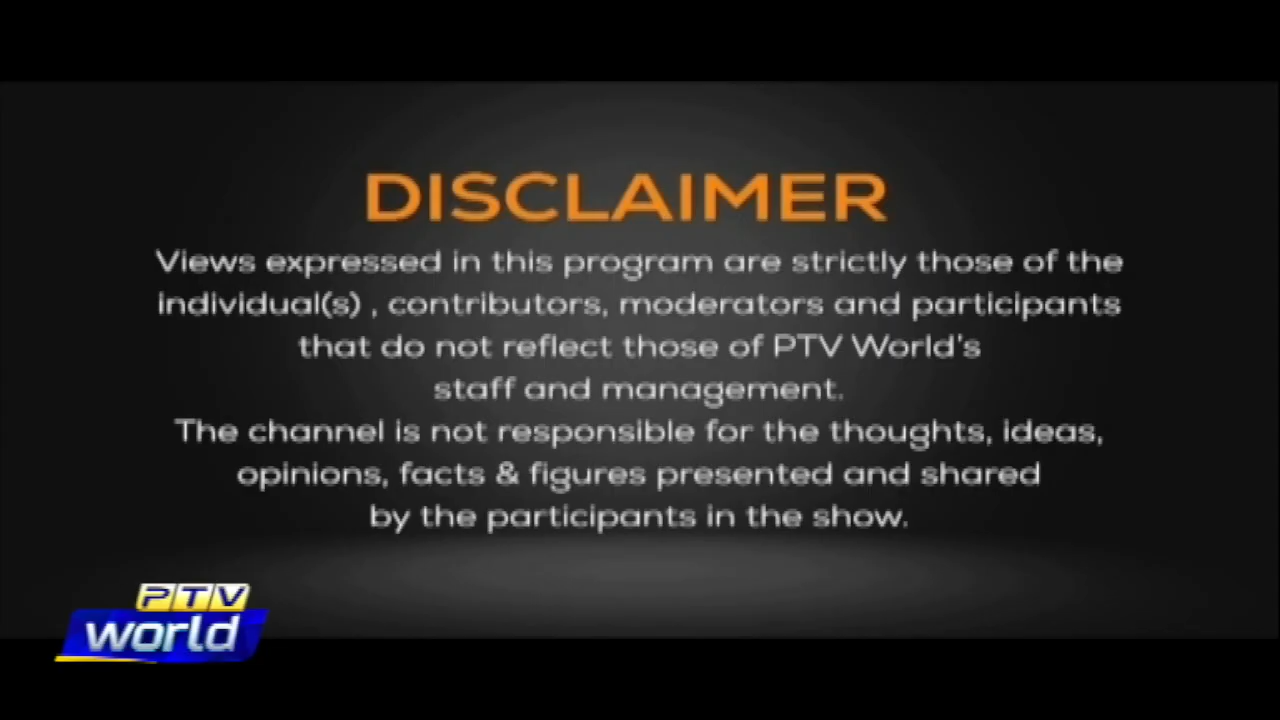 DISCLAIMER
Views expressed in this program are strictly those of the
individual(s) , contributors, moderators and participants
that do not reflect those of PTV World's
staff and management.
The channel is not responsible for the thoughts, ideas,
opinions, facts & figures presented and shared
by the participants in the show.
PTV
world